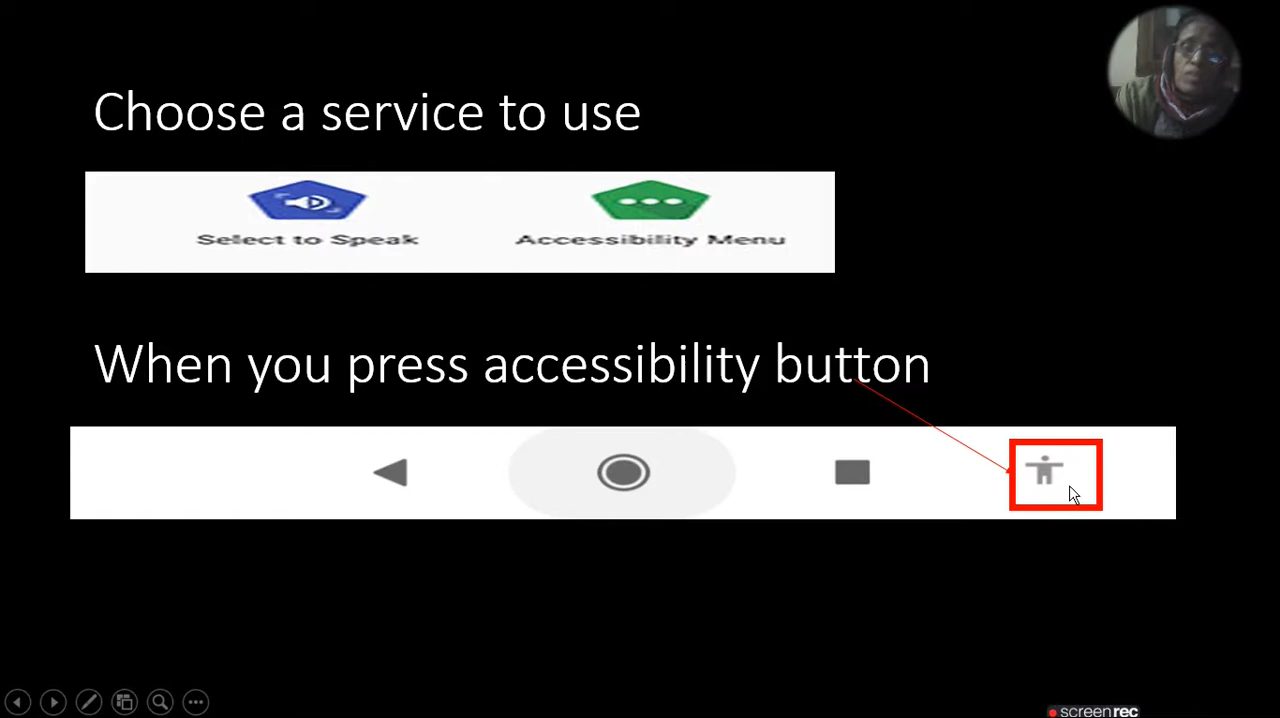 Choose a service to use
Select to Speak
Accessibility Menu
When you press accessibility button
screenrec